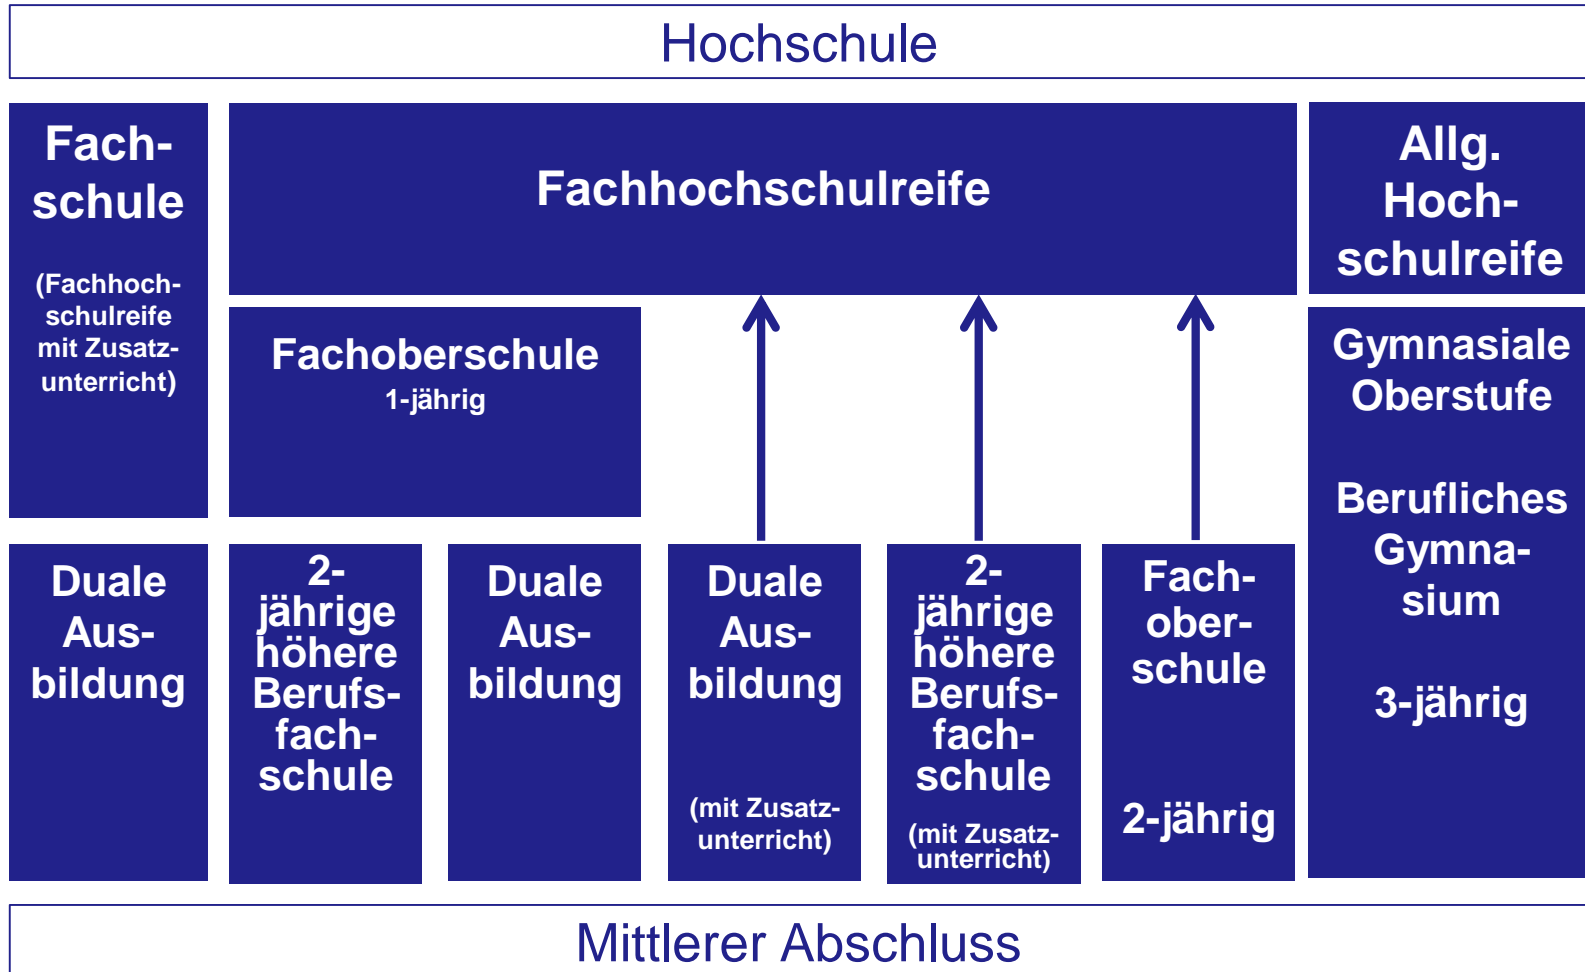 Hochschule
Fach-
schule
(Fachhoch-
schulreife
mit Zusatz-
unterricht)
Fachhochschulreife
Allg.
Hoch-
schulreife
Fachoberschule
1-jährig
Gymnasiale
Oberstufe
Berufliches
Gymna-
sium
3-jährig
Duale
Aus-
bildung
2-
jährige
höhere
Berufs-
fach-
schule
Duale
Aus-
bildung
Duale
Aus-
bildung
(mit Zusatz-
unterricht)
2-
jährige
höhere
Berufs-
fach-
schule
(mit Zusatz-
unterricht)
Fach-
ober-
schule
2-jährig
Mittlerer Abschluss